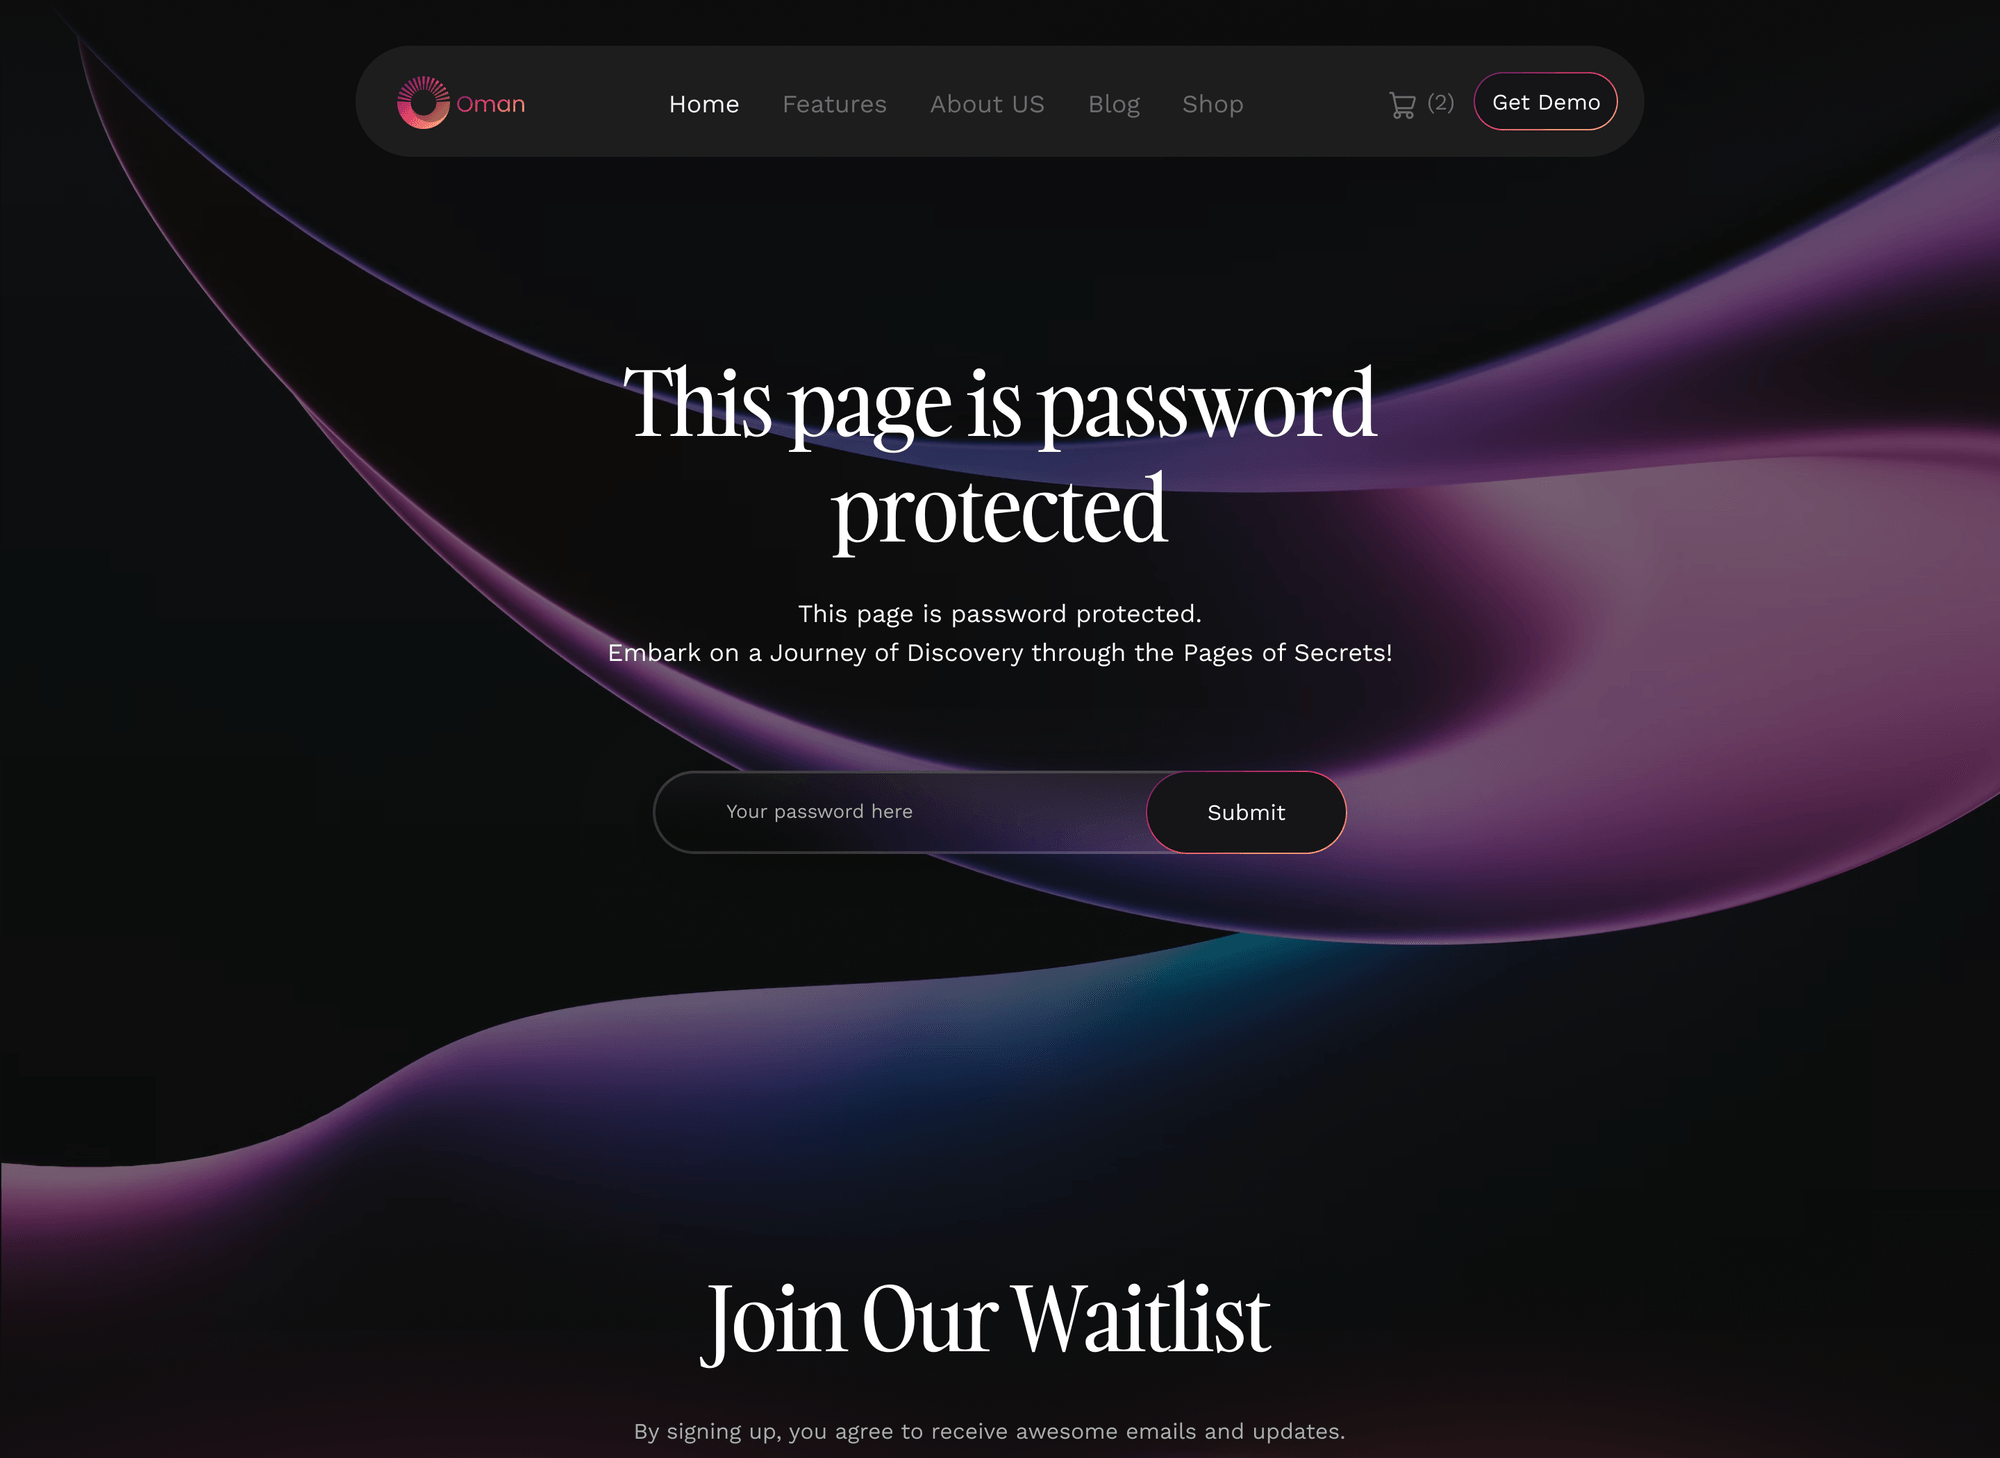 Oman
Home
Features
About US
Blog
Shop
(2)
Get Demo
This page is password
protected
This page is password protected.
Embark on a Journey of Discovery through the Pages of Secrets!
Your password here
Submit
Join Our Waitlist
By signing up, you agree to receive awesome emails and updates.